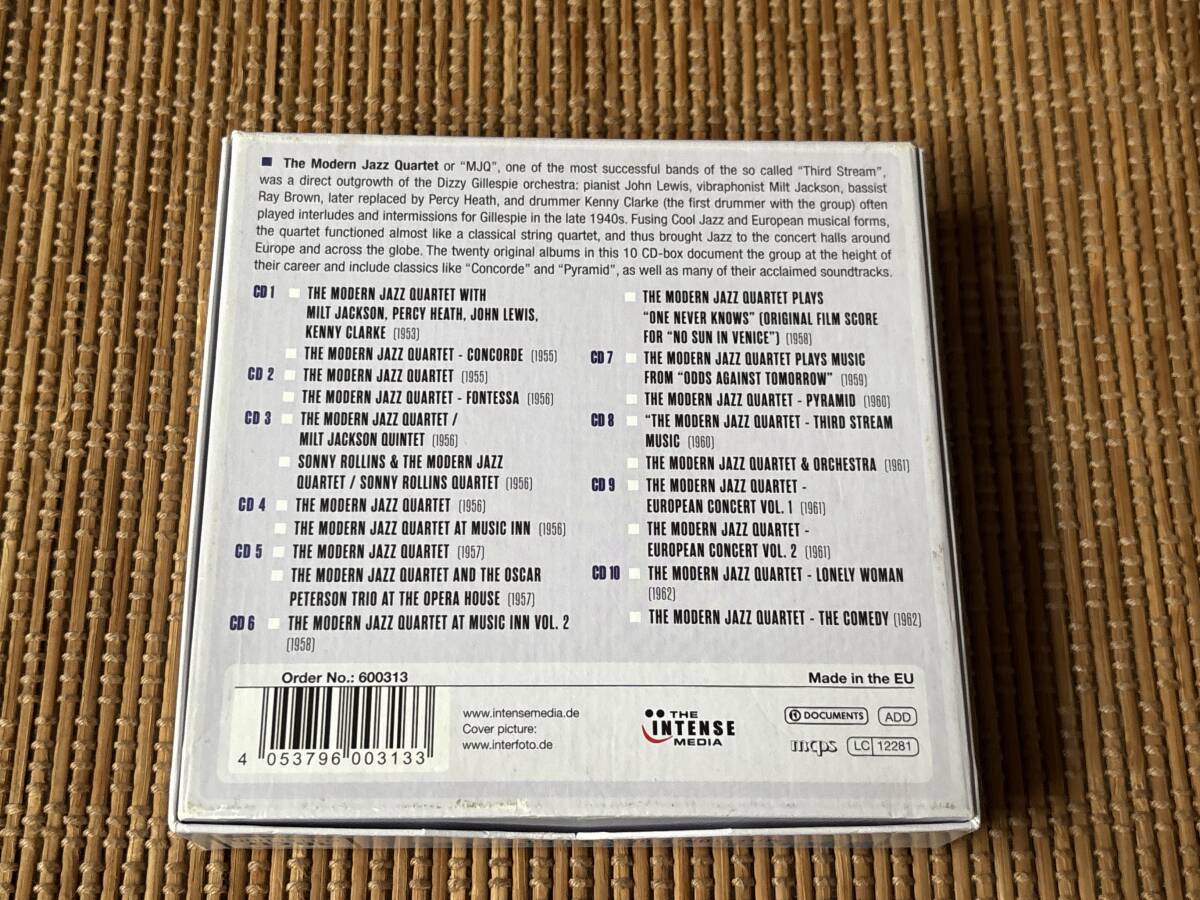 The Modern Jazz Quartet or “MJQ”, one of the most successful bands of the so called “Third Stream”,
was a direct outgrowth of the Dizzy Gillespie orchestra: pianist John Lewis, vibraphonist Milt Jackson, bassist
Ray Brown, later replaced by Percy Heath, and drummer Kenny Clarke (the first drummer with the group) often
played interludes and intermissions for Gillespie in the late 1940s. Fusing Cool Jazz and European musical forms,
the quartet functioned almost like a classical string quartet, and thus brought Jazz to the concert halls around
Europe and across the globe. The twenty original albums in this 10 CD-box document the group at the height of
their career and include classics like “Concorde” and “Pyramid”, as well as many of their acclaimed soundtracks.
CD 1 THE MODERN JAZZ QUARTET WITH
MILT JACKSON, PERCY HEATH, JOHN LEWIS,
KENNY CLARKE (1953)
THE MODERN JAZZ QUARTET - CONCORDE (1955)
CD 2 THE MODERN JAZZ QUARTET (1955)
THE MODERN JAZZ QUARTET - FONTESSA (1956)
CD 3 THE MODERN JAZZ QUARTET /
MILT JACKSON QUINTET (1956)
SONNY ROLLINS & THE MODERN JAZZ
QUARTET / SONNY ROLLINS QUARTET (1956)
CD 4 THE MODERN JAZZ QUARTET (1956)
THE MODERN JAZZ QUARTET AT MUSIC INN (1956)
CD 5 THE MODERN JAZZ QUARTET (1957)
THE MODERN JAZZ QUARTET AND THE OSCAR
PETERSON TRIO AT THE OPERA HOUSE (1957)
CD 6 THE MODERN JAZZ QUARTET AT MUSIC INN VOL. 2
(1958)
THE MODERN JAZZ QUARTET PLAYS
“ONE NEVER KNOWS” (ORIGINAL FILM SCORE
FOR “NO SUN IN VENICE”) (1958)
CD 7 THE MODERN JAZZ QUARTET PLAYS MUSIC
FROM “ODDS AGAINST TOMORROW” (1959)
THE MODERN JAZZ QUARTET - PYRAMID (1960)
CD 8 “THE MODERN JAZZ QUARTET - THIRD STREAM
MUSIC (1960)
THE MODERN JAZZ QUARTET & ORCHESTRA (1961)
CD 9 THE MODERN JAZZ QUARTET -
EUROPEAN CONCERT VOL. 1 (1961)
THE MODERN JAZZ QUARTET -
EUROPEAN CONCERT VOL. 2 (1961)
CD 10 THE MODERN JAZZ QUARTET - LONELY WOMAN
(1962)
THE MODERN JAZZ QUARTET - THE COMEDY (1962)
Order No.: 600313
Made in the EU
4 053796 003133
www.intensemedia.de
Cover picture:
www.interfoto.de
THE
INTENSE
MEDIA
DOCUMENTS
ADD
mcps
LC 12281